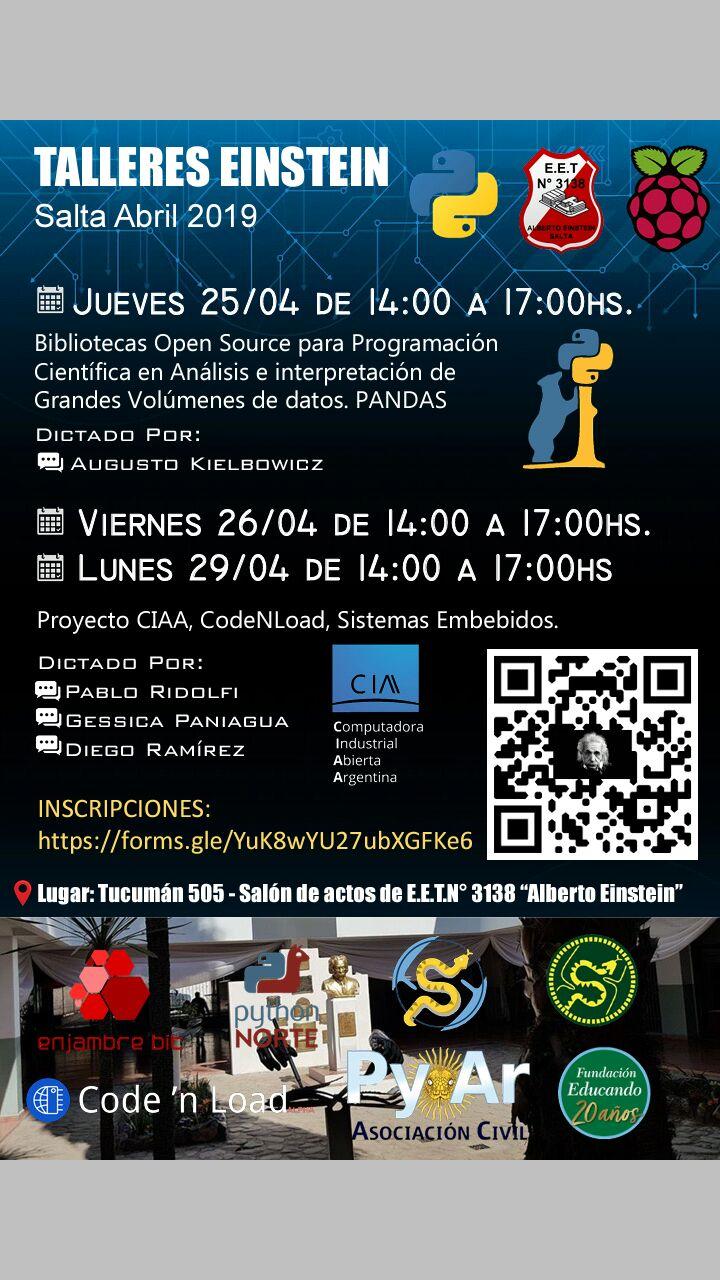 TALLERES EINSTEIN
Salta Abril 2019
E.E.T
N° 3138
ALBERTO EINSTEIN
SALTA
JUEVES 25/04 DE 14:00 A 17:00HS.
Bibliotecas Open Source para Programación
Científica en Análisis e interpretación de
Grandes Volúmenes de datos. PANDAS
DICTADO POR:
AUGUSTO KIELBOWICZ
VIERNES 26/04 DE 14:00 A 17:00HS.
LUNES 29/04 DE 14:00 A 17:00HS
Proyecto CIAA, CodeNLoad, Sistemas Embebidos.
DICTADO POR:
PABLO RIDOLFI
GESSICA PANIAGUA
DIEGO RAMÍREZ
CIAA
Computadora
Industrial
Abierta
Argentina
INSCRIPCIONES:
https://forms.gle/YuK8wYU27ubXGFKe6
Lugar: Tucumán 505 - Salón de actos de E.E.T.N° 3138 “Alberto Einstein”
enjambre bit
python
NORTE
Code 'n Load
PyAr
ASOCIACIÓN CIVIL
Fundación
Educando
20 años